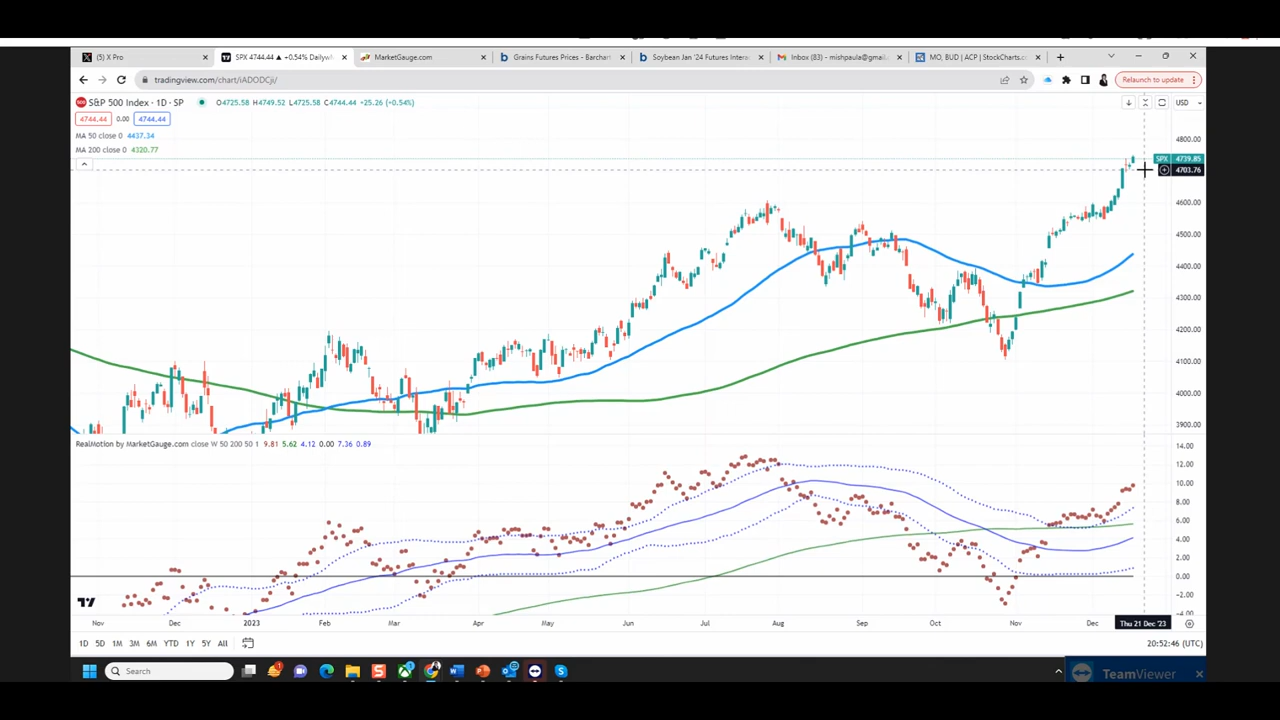 (5) X Pro
SPX 4744.44 ▲ +0.54% Daily
MarketGauge.com
Grains Futures Prices - Barchart
Soybean Jan '24 Futures Inter
Inbox (83) - mishpaula@gmail.
MO, BUD | ACP | StockCharts.c
tradingview.com/chart/iADODCji/
Relaunch to update
S&P 500 Index · 1D · SP
O4725.58 H4749.52 L4725.58 C4744.44 +25.26 (+0.54%)
USD
4744.44 0.00 4744.44
MA 50 close 0 4437.34
MA 200 close 0 4320.77
4800.00
SPX 4739.85
4703.76
4600.00
4500.00
4400.00
4300.00
4200.00
4100.00
4000.00
3900.00
RealMotion by MarketGauge.com close W 50 200 50 1 9.81 5.62 4.12 0.00 7.36 0.89
14.00
12.00
10.00
8.00
6.00
4.00
2.00
0.00
−2.00
−4.00
Nov Dec 2023 Feb Mar Apr May Jun Jul Aug Sep Oct Nov Dec Thu 21 Dec '23
1D 5D 1M 3M 6M YTD 1Y 5Y All
20:52:46 (UTC)
Search
TeamViewer